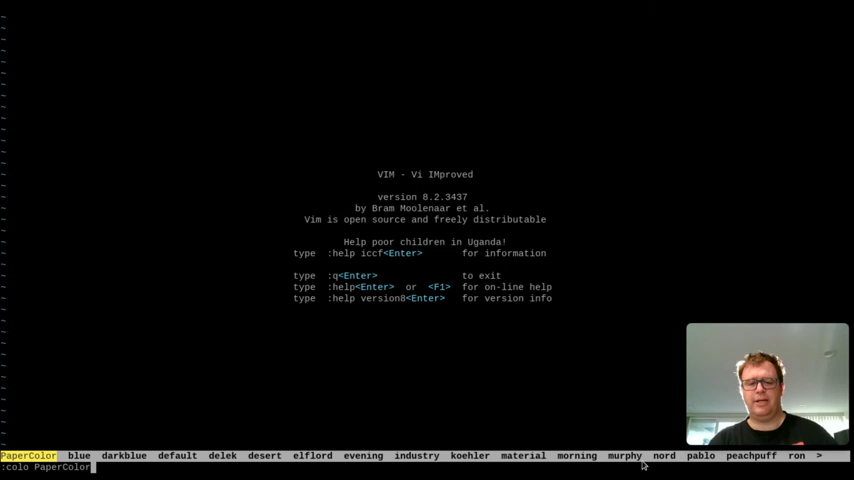 ~
~
~
~
~
~
~
~
~
~
~
~
~
~
VIM - Vi IMproved
~
version 8.2.3437
by Bram Moolenaar et al.
Vim is open source and freely distributable
~
Help poor children in Uganda!
type :help iccf<Enter> for information
~
type :q<Enter> to exit
type :help<Enter> or <F1> for on-line help
type :help version8<Enter> for version info
~
~
~
~
~
~
~
~
~
~
~
~
~
PaperColor blue darkblue default delek desert elflord evening industry koehler material morning murphy nord pablo peachpuff ron >
:colo PaperColor